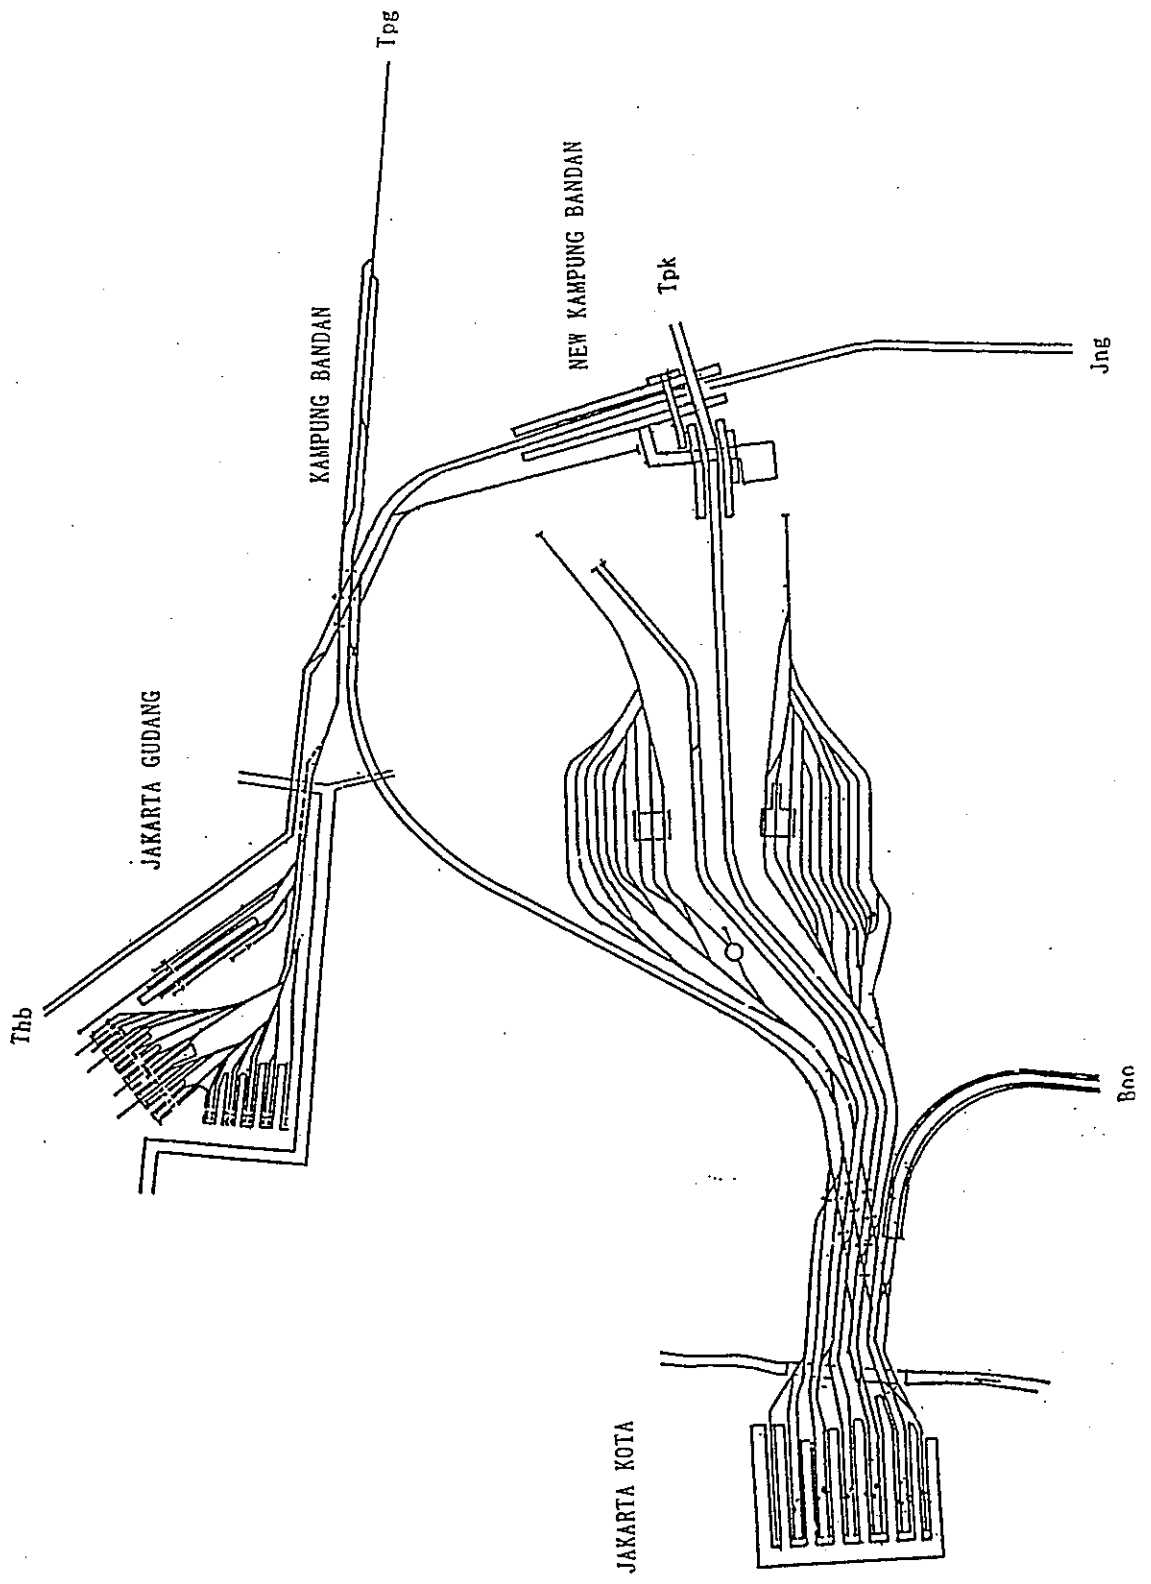 Thb
JAKARTA GUDANG
KAMPUNG BANDAN
Tpg
NEW KAMPUNG BANDAN
Tpk
Jng
JAKARTA KOTA
Boo